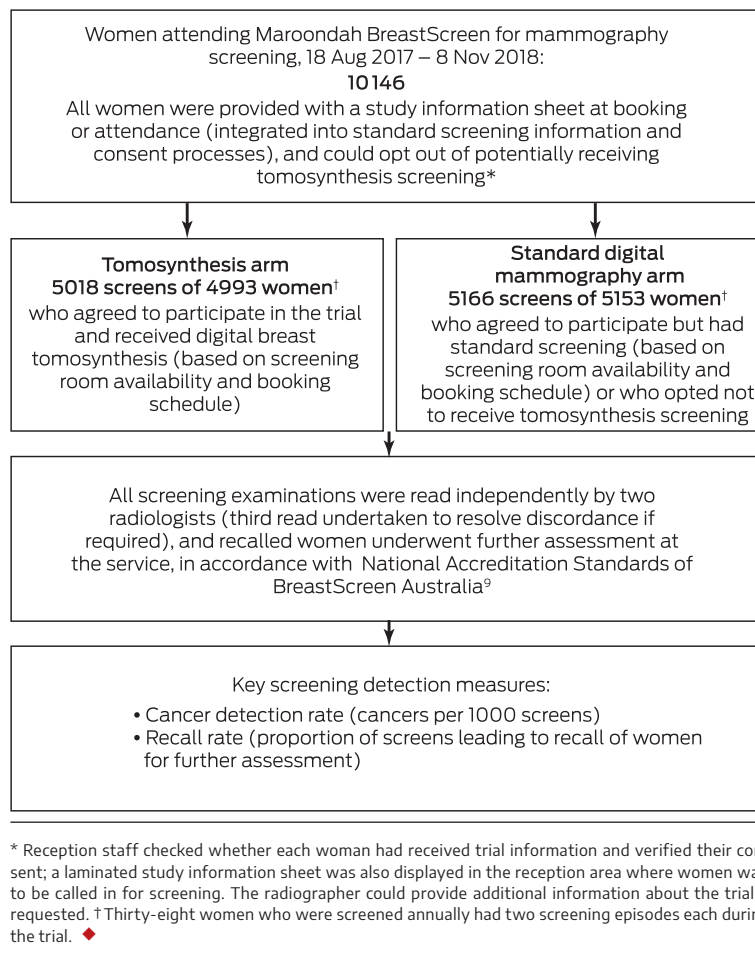 Women attending Maroondah BreastScreen for mammography
screening, 18 Aug 2017 – 8 Nov 2018:
10 146
All women were provided with a study information sheet at booking
or attendance (integrated into standard screening information and
consent processes), and could opt out of potentially receiving
tomosynthesis screening*
Tomosynthesis arm
5018 screens of 4993 women†
who agreed to participate in the trial
and received digital breast
tomosynthesis (based on screening
room availability and booking
schedule)
Standard digital
mammography arm
5166 screens of 5153 women†
who agreed to participate but had
standard screening (based on
screening room availability and
booking schedule) or who opted not
to receive tomosynthesis screening
All screening examinations were read independently by two
radiologists (third read undertaken to resolve discordance if
required), and recalled women underwent further assessment at
the service, in accordance with National Accreditation Standards of
BreastScreen Australia⁹
Key screening detection measures:
• Cancer detection rate (cancers per 1000 screens)
• Recall rate (proportion of screens leading to recall of women
for further assessment)
* Reception staff checked whether each woman had received trial information and verified their
sent; a laminated study information sheet was also displayed in the reception area where women
to be called in for screening. The radiographer could provide additional information about the trial
requested. † Thirty-eight women who were screened annually had two screening episodes each
the trial.